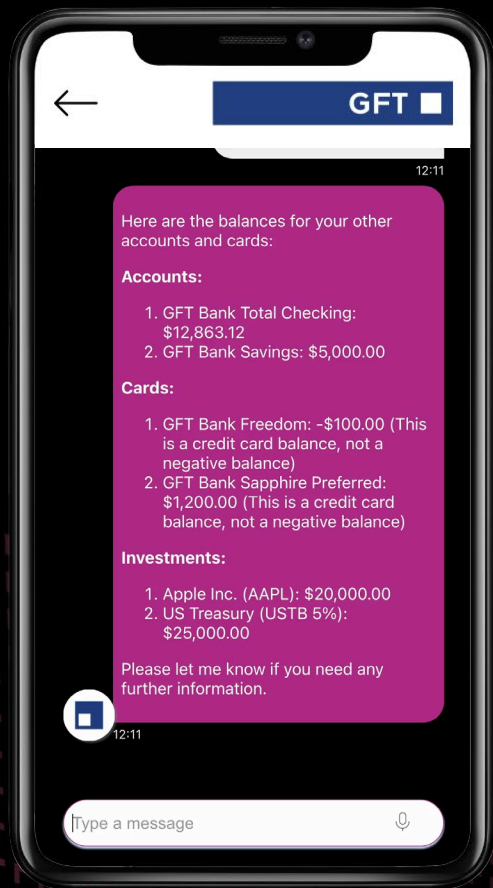 GFT
12:11
Here are the balances for your other
accounts and cards:
Accounts:
1. GFT Bank Total Checking:
$12,863.12
2. GFT Bank Savings: $5,000.00
Cards:
1. GFT Bank Freedom: -$100.00 (This
is a credit card balance, not a
negative balance)
2. GFT Bank Sapphire Preferred:
$1,200.00 (This is a credit card
balance, not a negative balance)
Investments:
1. Apple Inc. (AAPL): $20,000.00
2. US Treasury (USTB 5%):
$25,000.00
Please let me know if you need any
further information.
12:11
Type a message